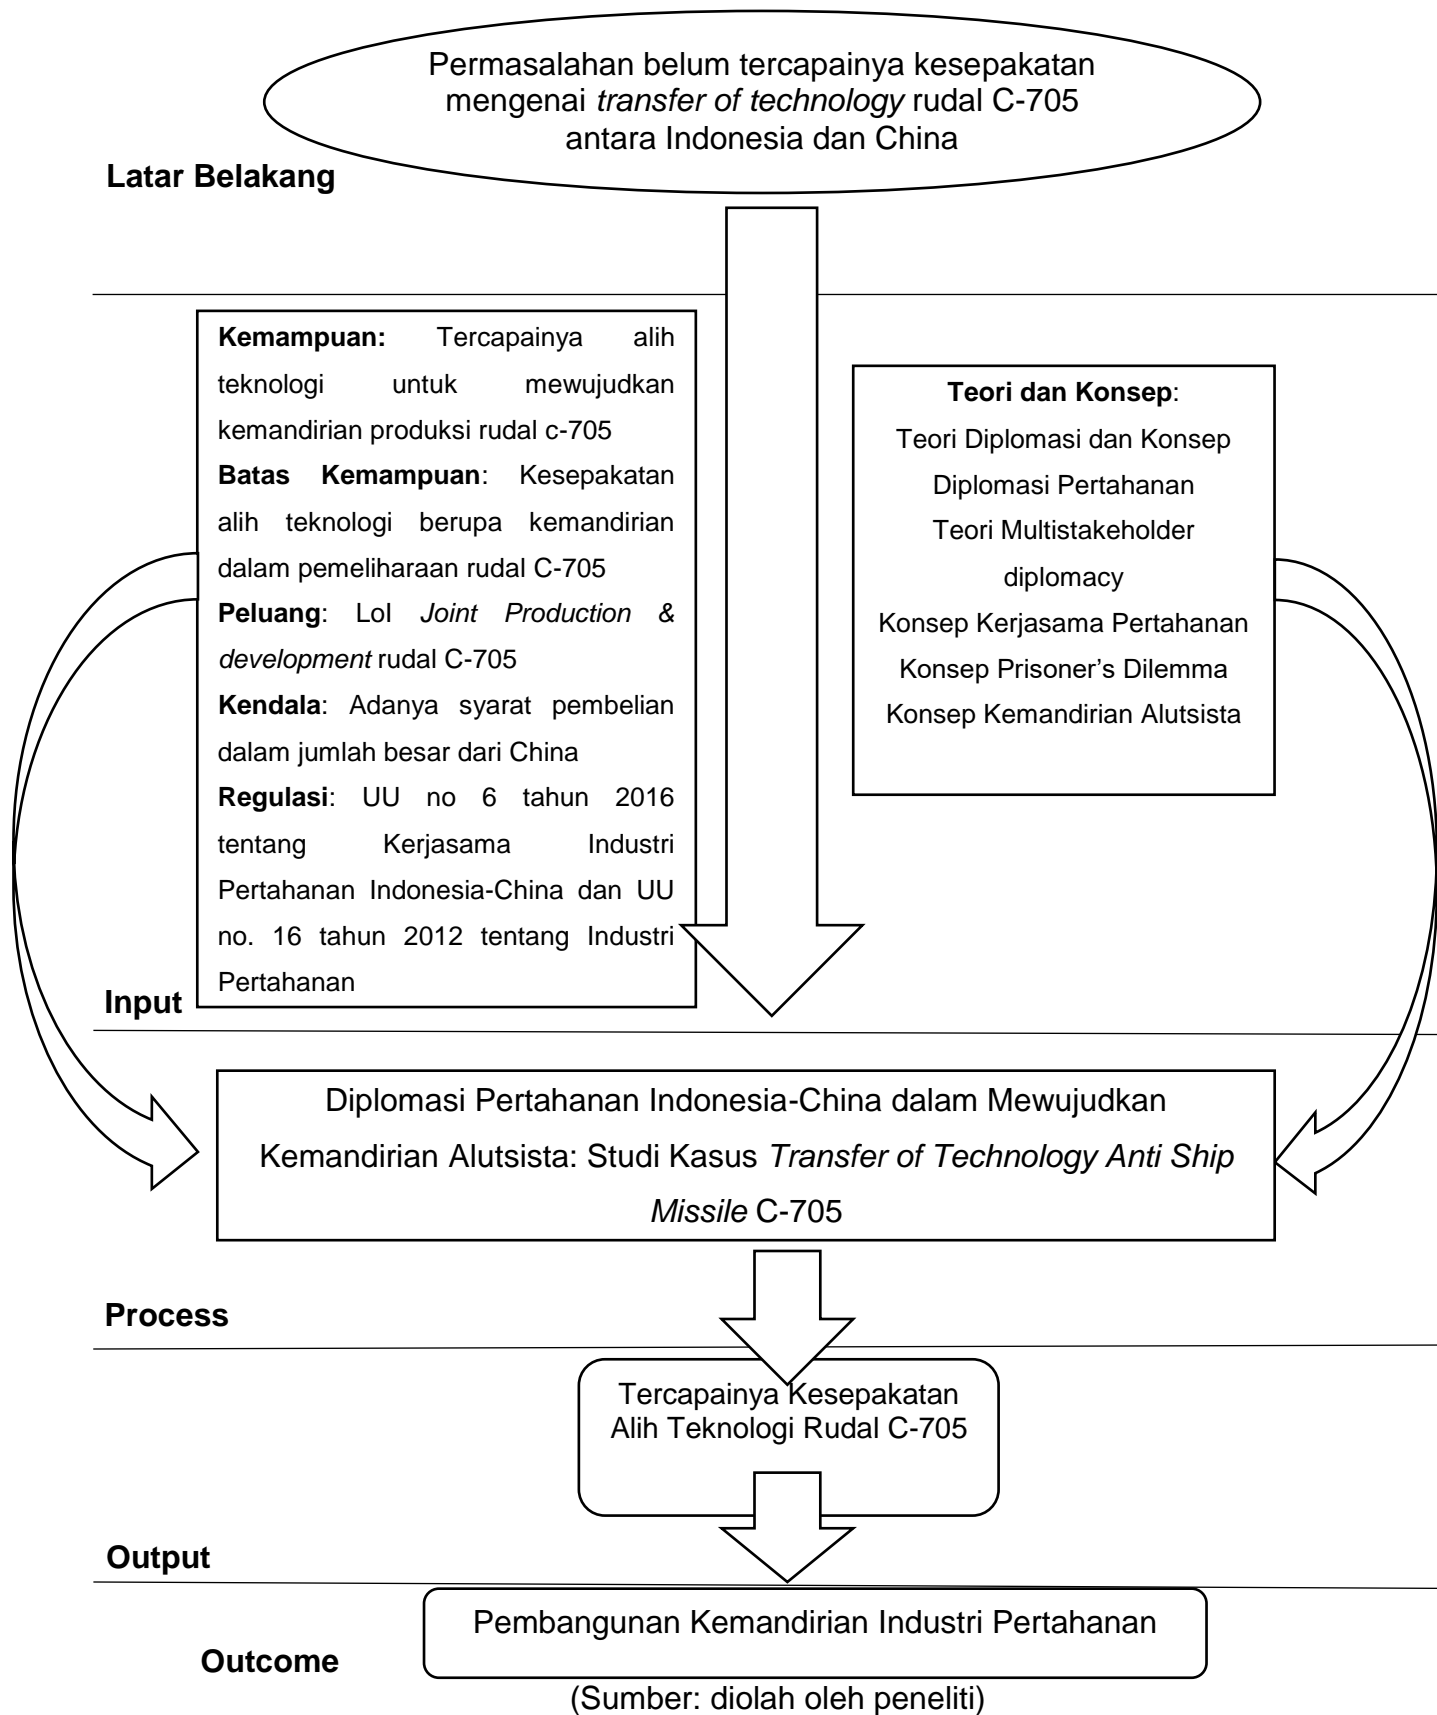 Permasalahan belum tercapainya kesepakatan
mengenai transfer of technology rudal C-705
antara Indonesia dan China
Latar Belakang
Kemampuan: Tercapainya alih
teknologi untuk mewujudkan
kemandirian produksi rudal c-705
Batas Kemampuan: Kesepakatan
alih teknologi berupa kemandirian
dalam pemeliharaan rudal C-705
Peluang: LoI Joint Production &
development rudal C-705
Kendala: Adanya syarat pembelian
dalam jumlah besar dari China
Regulasi: UU no 6 tahun 2016
tentang Kerjasama Industri
Pertahanan Indonesia-China dan UU
no. 16 tahun 2012 tentang Industri
Pertahanan
Teori dan Konsep:
Teori Diplomasi dan Konsep
Diplomasi Pertahanan
Teori Multistakeholder
diplomacy
Konsep Kerjasama Pertahanan
Konsep Prisoner’s Dilemma
Konsep Kemandirian Alutsista
Input
Diplomasi Pertahanan Indonesia-China dalam Mewujudkan
Kemandirian Alutsista: Studi Kasus Transfer of Technology Anti Ship
Missile C-705
Process
Tercapainya Kesepakatan
Alih Teknologi Rudal C-705
Output
Pembangunan Kemandirian Industri Pertahanan
Outcome
(Sumber: diolah oleh peneliti)